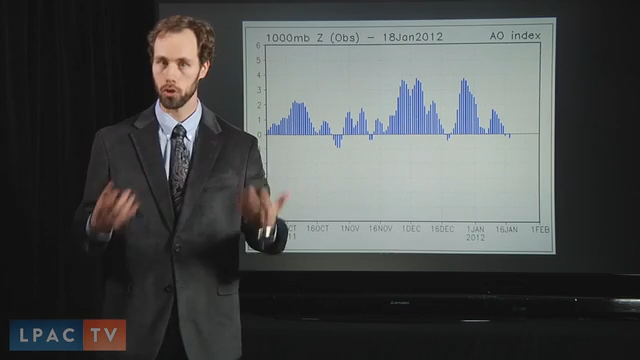 1000mb Z (Obs) – 18Jan2012 AO index
6
5
4
3
2
1
0
16OCT 1NOV 16NOV 1DEC 16DEC 1JAN 16JAN 1FEB
2012
LPAC TV